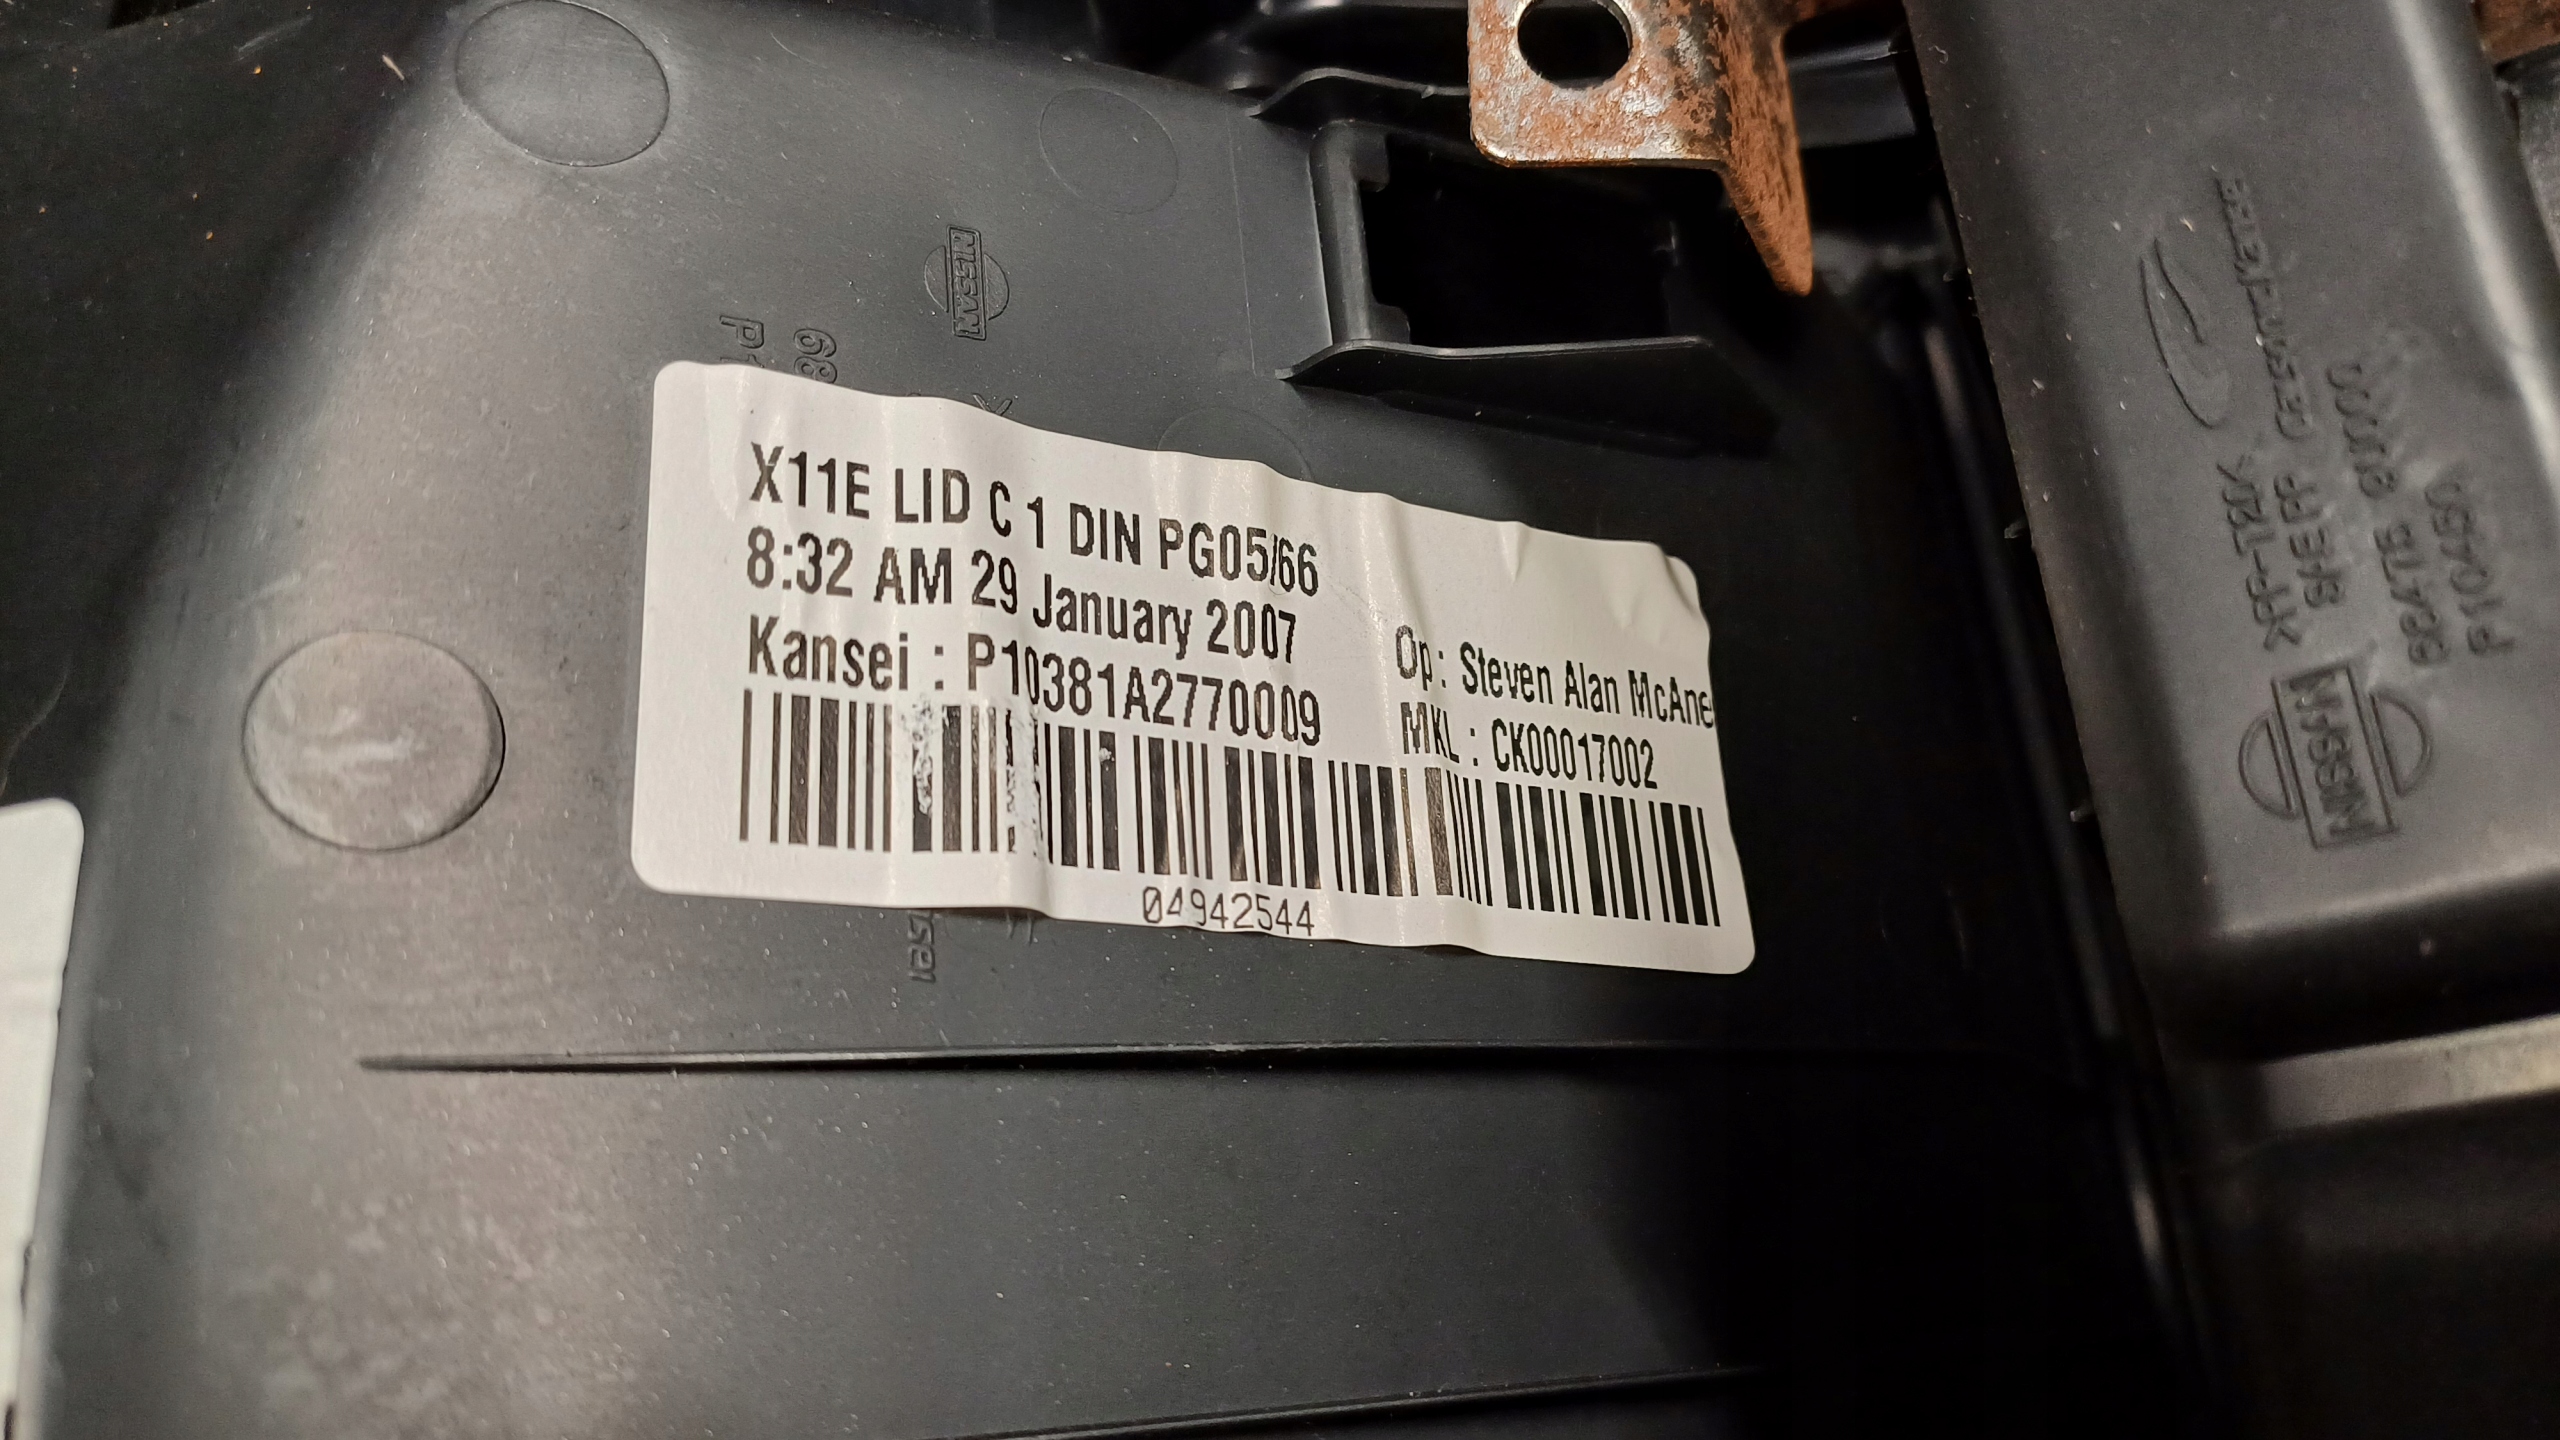 NISSAN
68
X
X11E LID C 1 DIN PG05/66
8:32 AM 29 January 2007
Kansei : P10381A2770009
Op: Steven Alan McAne
MKL : CK00017002
04942544
NISSAN